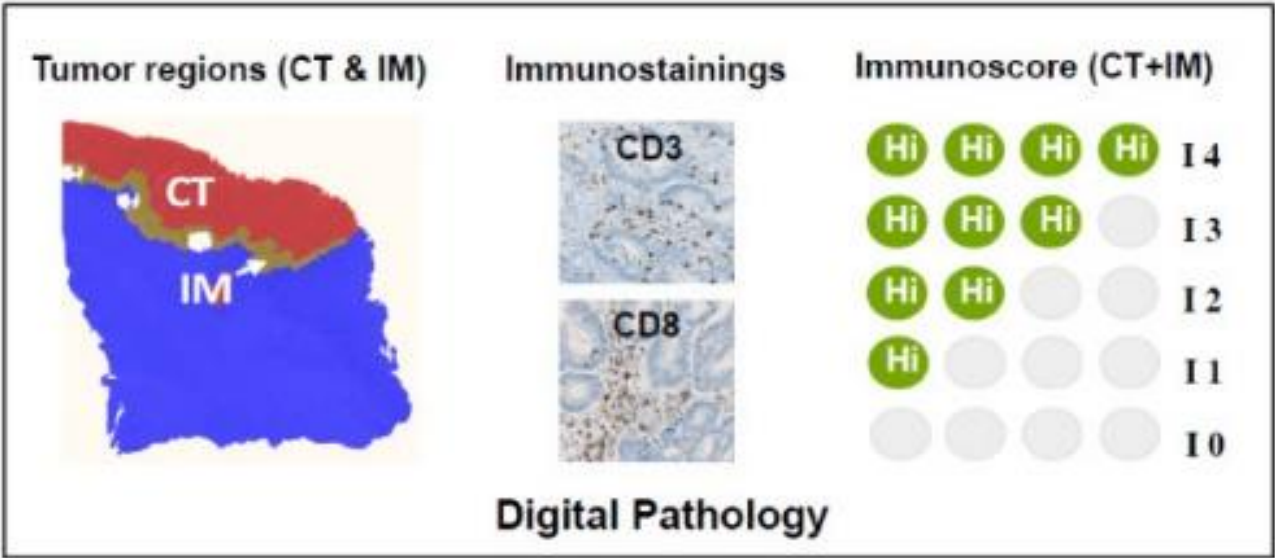 Tumor regions (CT & IM)
CT
IM
Immunostainings
CD3
CD8
Immunoscore (CT+IM)
Hi Hi Hi Hi I 4
Hi Hi Hi I 3
Hi Hi I 2
Hi I 1
I 0
Digital Pathology